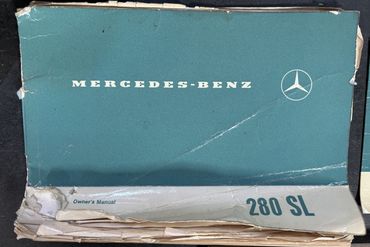 MERCEDES-BENZ
Owner's Manual
280 SL